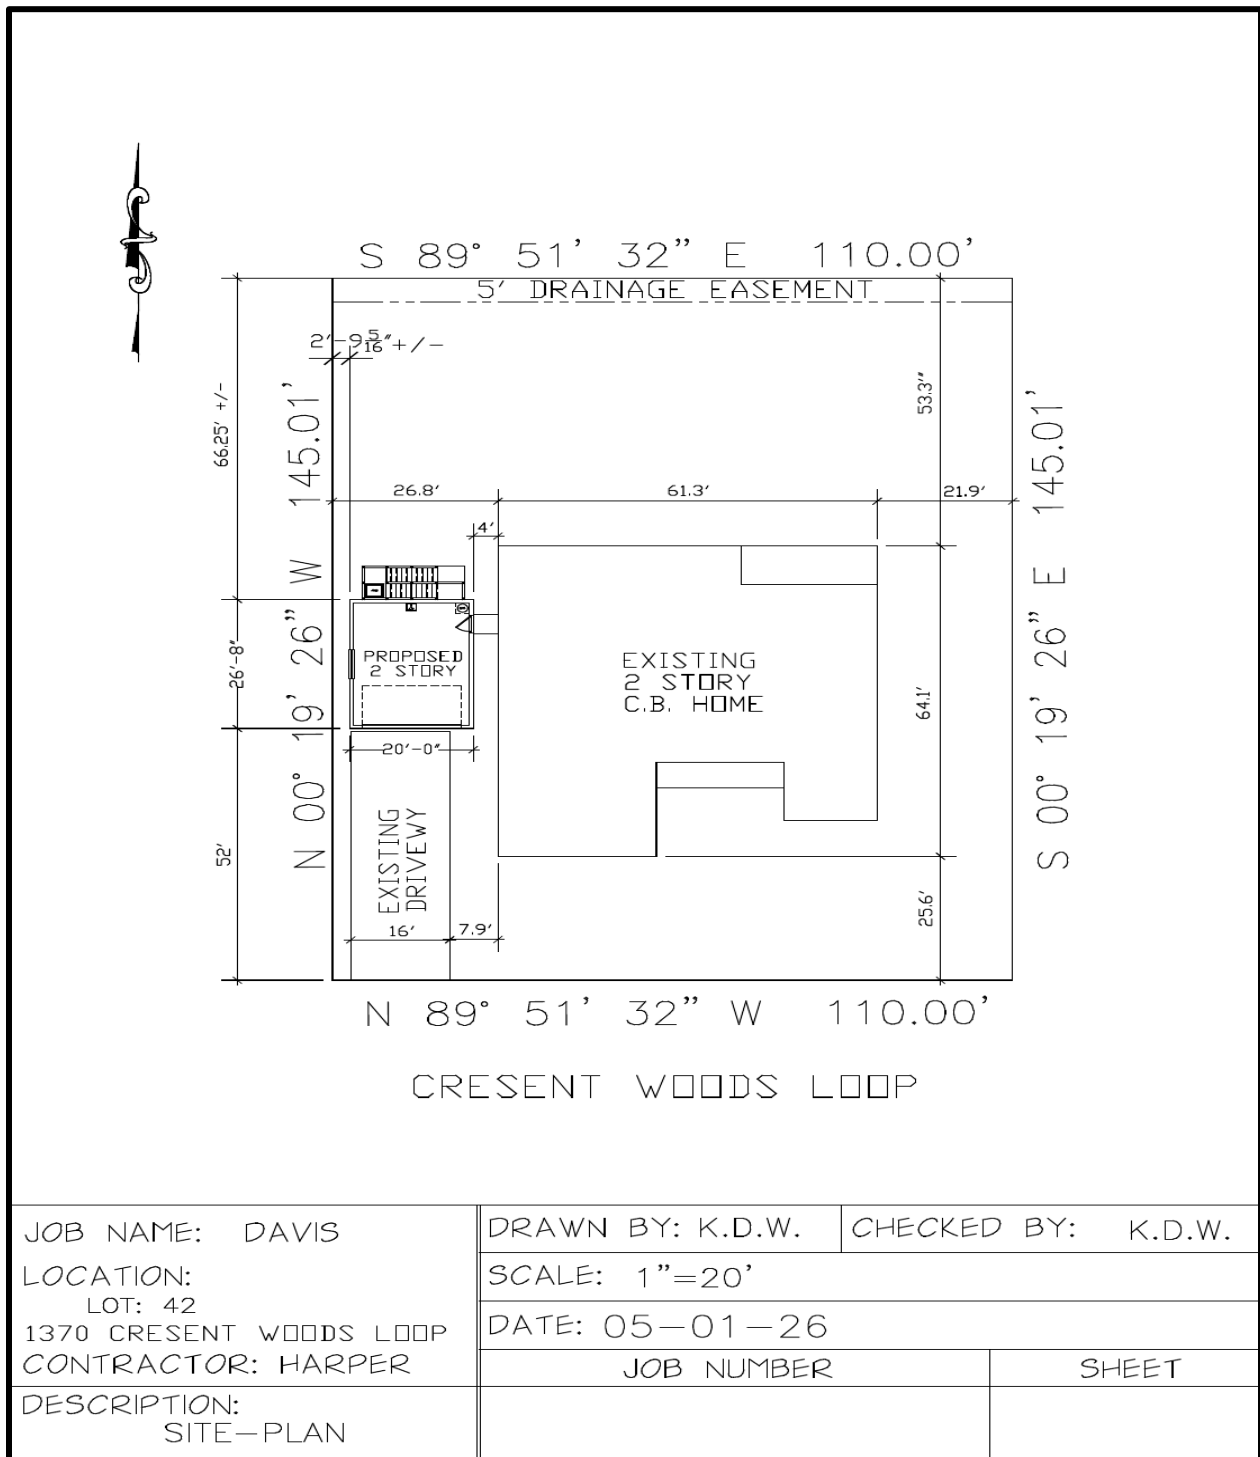 S 89° 51' 32" E 110.00'
5' DRAINAGE EASEMENT
2'-9 5/16" +/-
66.25' +/-
N 00° 19' 26" W 145.01'
53.3'"
S 00° 19' 26" E 145.01'
26.8'
61.3'
21.9'
4'
26'-8"
PROPOSED
2 STORY
EXISTING
2 STORY
C.B. HOME
64.1'
20'-0"
52'
EXISTING
DRIVEWY
16'
7.9'
25.6'
N 89° 51' 32" W 110.00'
CRESENT WOODS LOOP
JOB NAME: DAVIS
LOCATION:
LOT: 42
1370 CRESENT WOODS LOOP
CONTRACTOR: HARPER
DESCRIPTION:
SITE-PLAN
DRAWN BY: K.D.W.
CHECKED BY: K.D.W.
SCALE: 1"=20'
DATE: 05-01-26
JOB NUMBER
SHEET